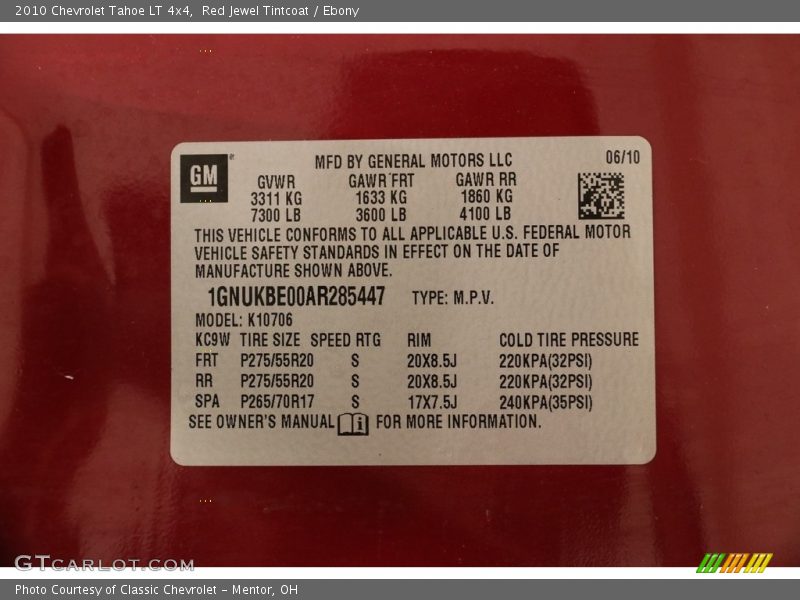 2010 Chevrolet Tahoe LT 4x4, Red Jewel Tintcoat / Ebony
GM
MFD BY GENERAL MOTORS LLC 06/10
GVWR GAWR FRT GAWR RR
3311 KG 1633 KG 1860 KG
7300 LB 3600 LB 4100 LB
THIS VEHICLE CONFORMS TO ALL APPLICABLE U.S. FEDERAL MOTOR
VEHICLE SAFETY STANDARDS IN EFFECT ON THE DATE OF
MANUFACTURE SHOWN ABOVE.
1GNUKBE00AR285447 TYPE: M.P.V.
MODEL: K10706
KC9W TIRE SIZE SPEED RTG RIM COLD TIRE PRESSURE
FRT P275/55R20 S 20X8.5J 220KPA(32PSI)
RR P275/55R20 S 20X8.5J 220KPA(32PSI)
SPA P265/70R17 S 17X7.5J 240KPA(35PSI)
SEE OWNER'S MANUAL i FOR MORE INFORMATION.
GTCARLOT.COM
Photo Courtesy of Classic Chevrolet - Mentor, OH